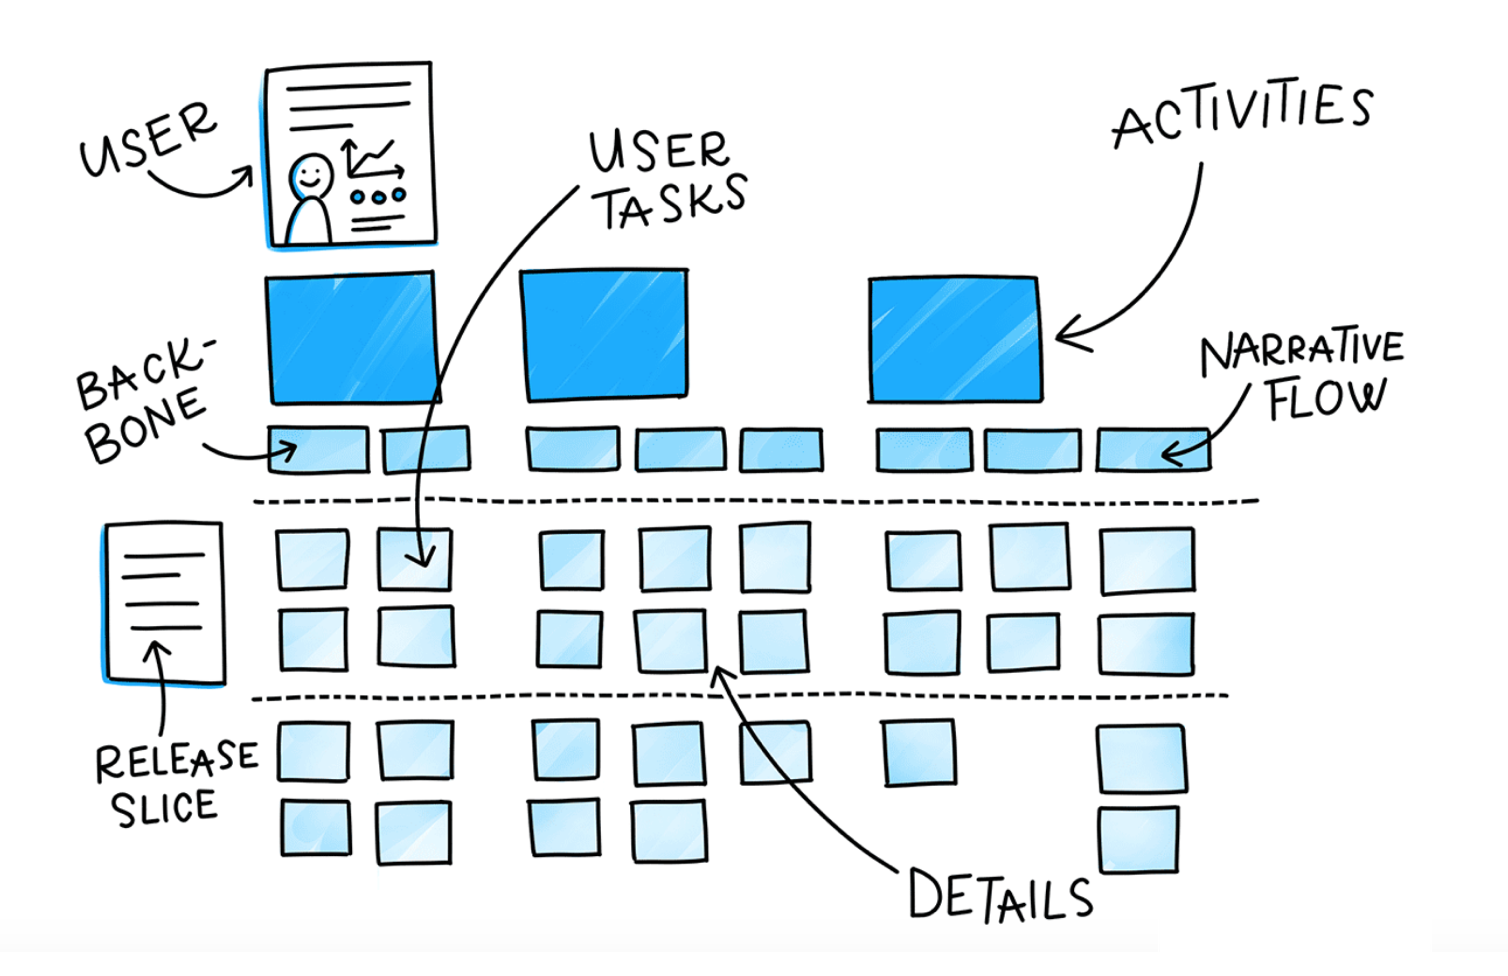 USER
USER
TASKS
ACTIVITIES
BACK-
BONE
NARRATIVE
FLOW
RELEASE
SLICE
DETAILS